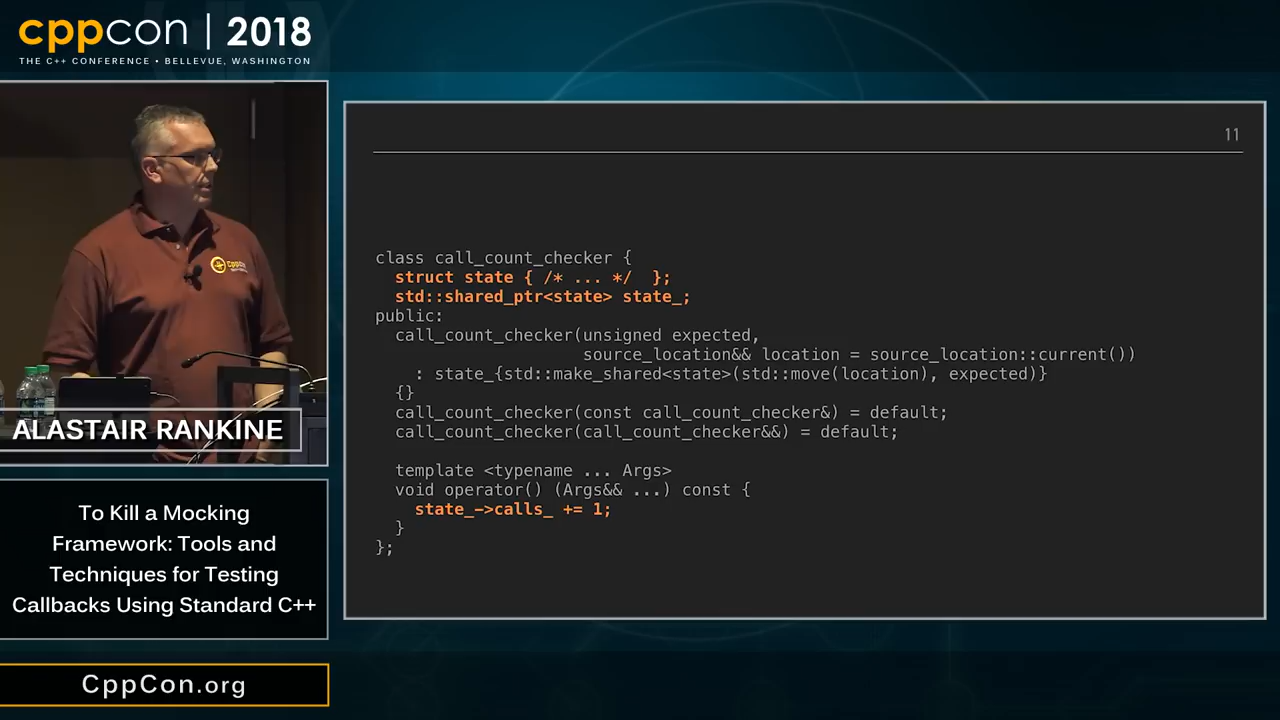 cppcon | 2018
THE C++ CONFERENCE • BELLEVUE, WASHINGTON
cppcon
ALASTAIR RANKINE
To Kill a Mocking
Framework: Tools and
Techniques for Testing
Callbacks Using Standard C++
CppCon.org
11
class call_count_checker {
  struct state { /* ... */  };
  std::shared_ptr<state> state_;
public:
  call_count_checker(unsigned expected,
                     source_location&& location = source_location::current())
    : state_{std::make_shared<state>(std::move(location), expected)}
  {}
  call_count_checker(const call_count_checker&) = default;
  call_count_checker(call_count_checker&&) = default;
  template <typename ... Args>
  void operator() (Args&& ...) const {
    state_->calls_ += 1;
  }
};